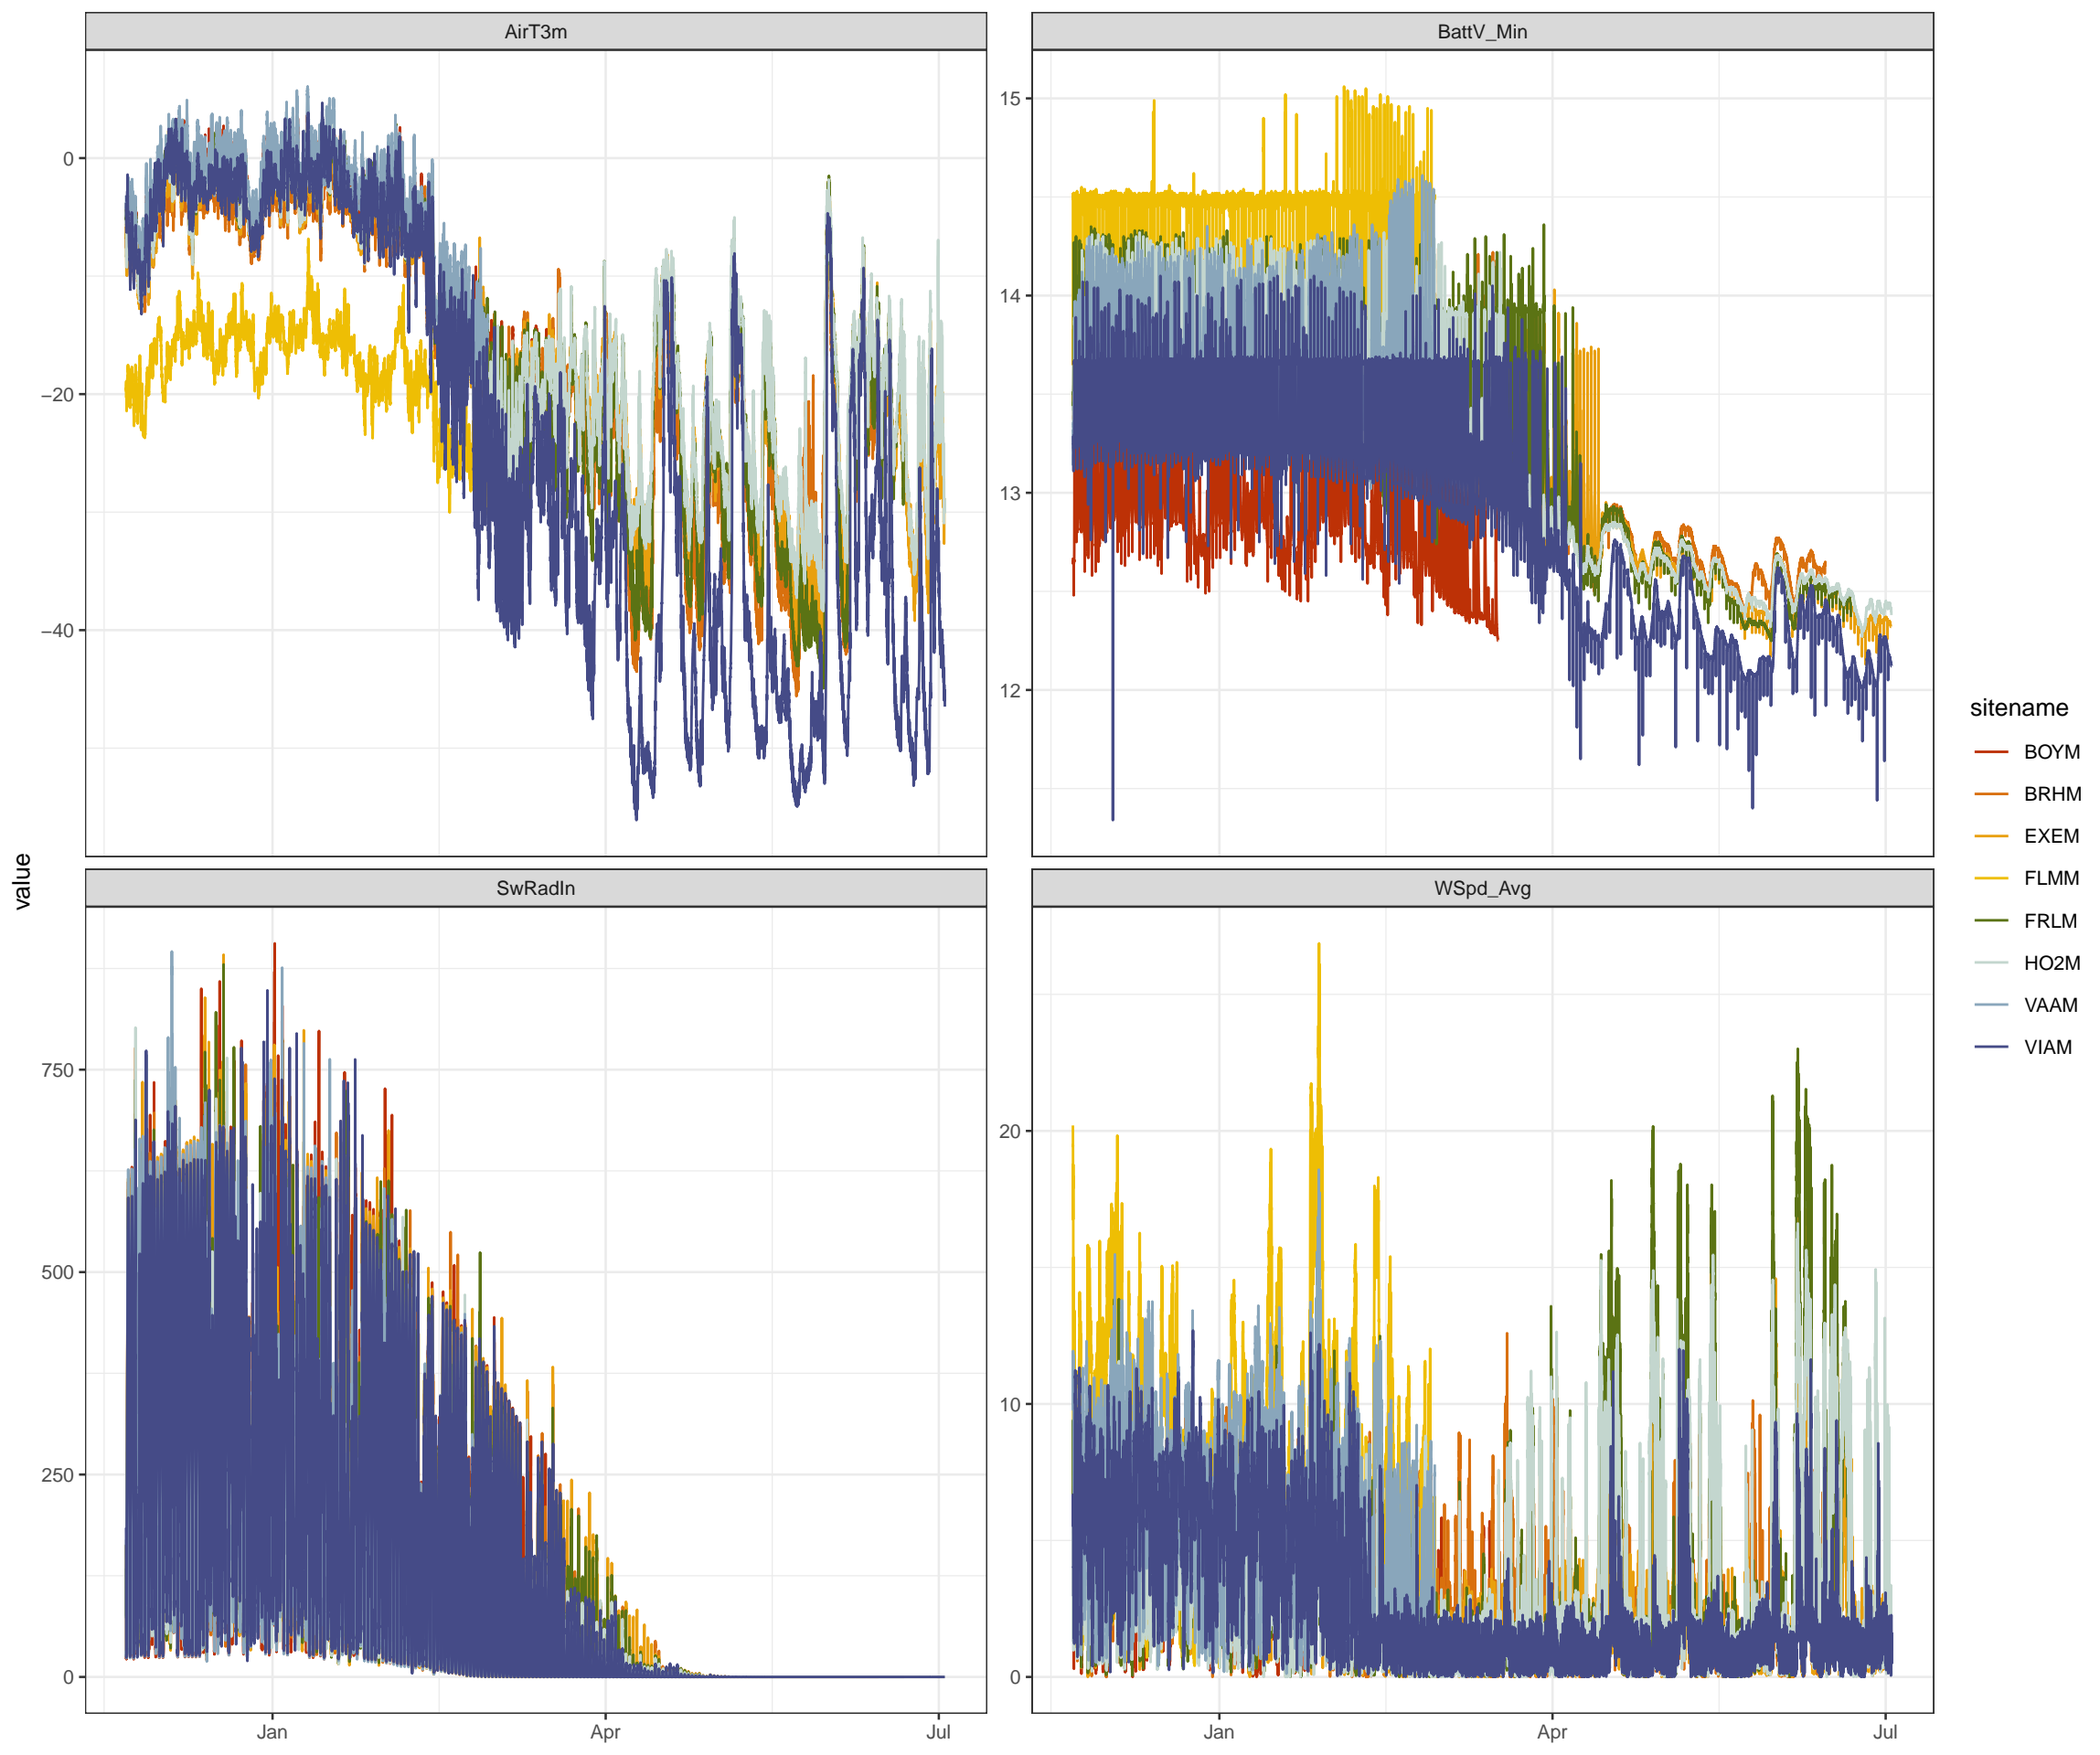 AirT3m
BattV_Min
0
−20
−40
15
14
13
12
SwRadIn
WSpd_Avg
750
500
250
0
20
10
0
Jan
Apr
Jul
Jan
Apr
Jul
value
sitename
BOYM
BRHM
EXEM
FLMM
FRLM
HO2M
VAAM
VIAM